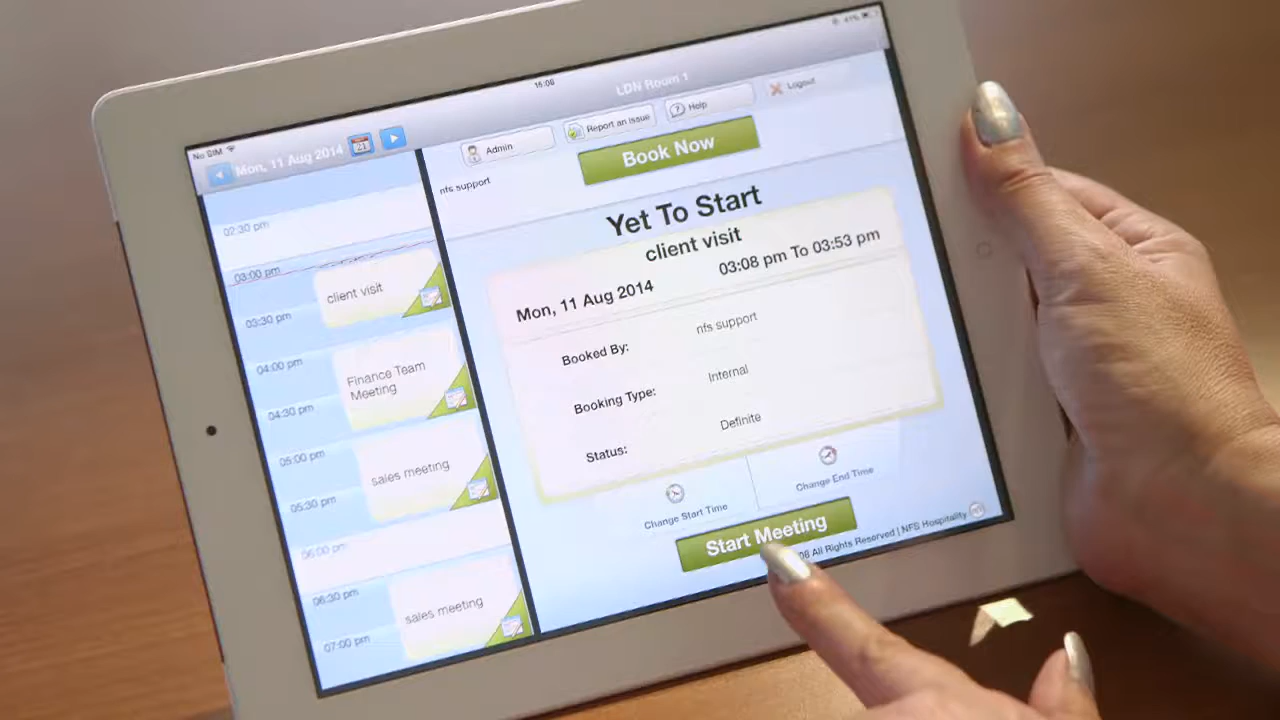 No SIM
15:06
41%
Mon, 11 Aug 2014
21
LDN Room 1
Admin
Report an Issue
Help
Logout
nfs support
Book Now
Yet To Start
client visit
Mon, 11 Aug 2014
03:08 pm To 03:53 pm
Booked By:
nfs support
Booking Type:
Internal
Status:
Definite
Change Start Time
Change End Time
Start Meeting
08 All Rights Reserved | NFS Hospitality
02:30 pm
03:00 pm
client visit
03:30 pm
04:00 pm
Finance Team
Meeting
04:30 pm
05:00 pm
sales meeting
05:30 pm
06:00 pm
06:30 pm
sales meeting
07:00 pm